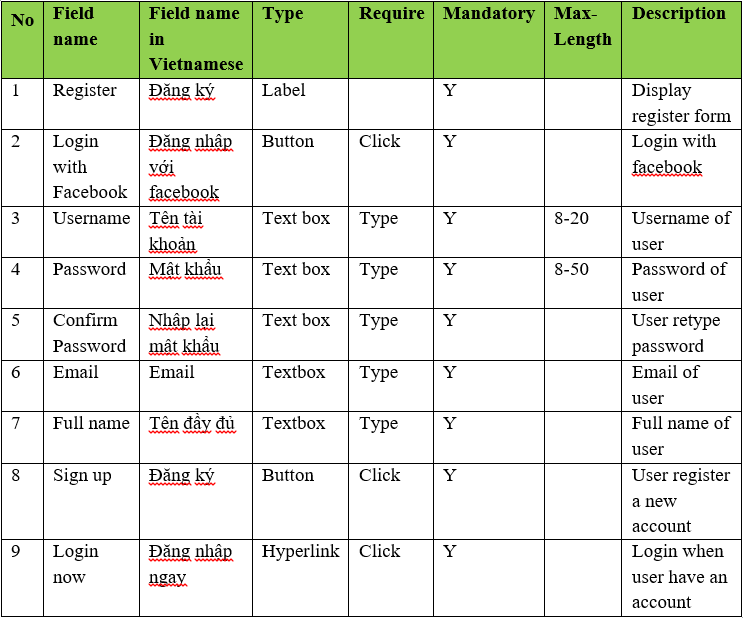 No Field name Field name in Vietnamese Type Require Mandatory Max-Length Description
1 Register Đăng ký Label Y Display register form
2 Login with Facebook Đăng nhập với facebook Button Click Y Login with facebook
3 Username Tên tài khoản Text box Type Y 8-20 Username of user
4 Password Mật khẩu Text box Type Y 8-50 Password of user
5 Confirm Password Nhập lại mật khẩu Text box Type Y User retype password
6 Email Email Textbox Type Y Email of user
7 Full name Tên đầy đủ Textbox Type Y Full name of user
8 Sign up Đăng ký Button Click Y User register a new account
9 Login now Đăng nhập ngay Hyperlink Click Y Login when user have an account